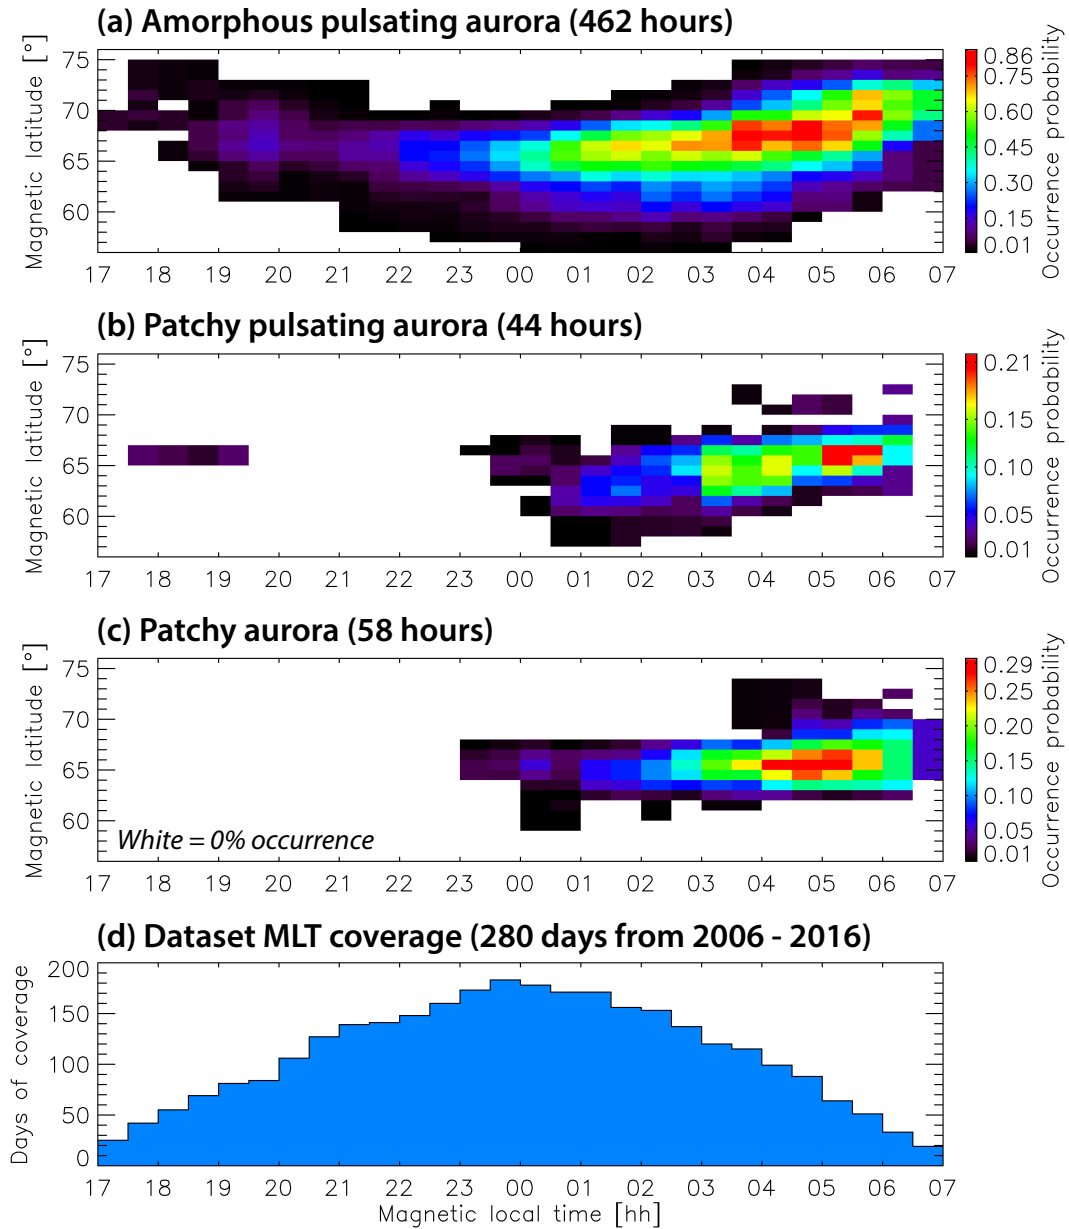 (a) Amorphous pulsating aurora (462 hours)
Magnetic latitude [°]
75
70
65
60
17 18 19 20 21 22 23 00 01 02 03 04 05 06 07
0.86
0.75
0.60
0.45
0.30
0.15
0.01
Occurrence probability
(b) Patchy pulsating aurora (44 hours)
Magnetic latitude [°]
75
70
65
60
17 18 19 20 21 22 23 00 01 02 03 04 05 06 07
0.21
0.15
0.10
0.05
0.01
Occurrence probability
(c) Patchy aurora (58 hours)
Magnetic latitude [°]
75
70
65
60
White = 0% occurrence
17 18 19 20 21 22 23 00 01 02 03 04 05 06 07
0.29
0.25
0.20
0.15
0.10
0.05
0.01
Occurrence probability
(d) Dataset MLT coverage (280 days from 2006 - 2016)
Days of coverage
200
150
100
50
0
17 18 19 20 21 22 23 00 01 02 03 04 05 06 07
Magnetic local time [hh]